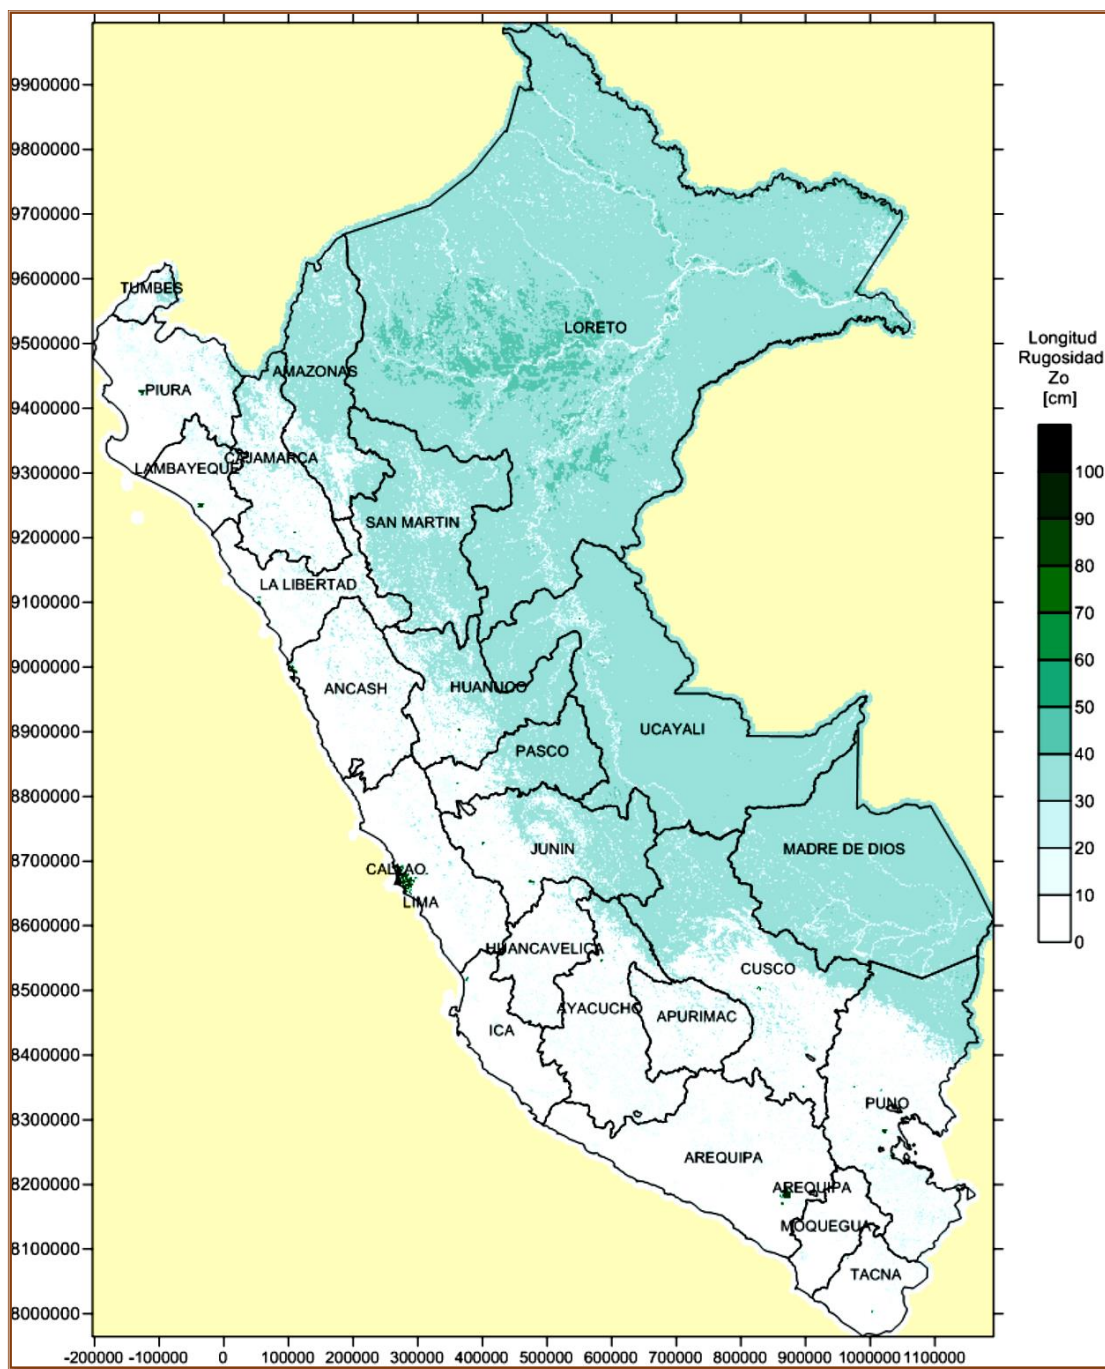 9900000
9800000
9700000
9600000
9500000
9400000
9300000
9200000
9100000
9000000
8900000
8800000
8700000
8600000
8500000
8400000
8300000
8200000
8100000
8000000
TUMBES
LORETO
AMAZONAS
PIURA
CAJAMARCA
LAMBAYEQUE
SAN MARTIN
LA LIBERTAD
HUANUCO
ANCASH
UCAYALI
PASCO
JUNIN
MADRE DE DIOS
CALLAO
LIMA
HUANCAVELICA
CUSCO
AYACUCHO
APURIMAC
ICA
PUNO
AREQUIPA
AREQUIPA
MOQUEGUA
TACNA
-200000 -100000 0 100000 200000 300000 400000 500000 600000 700000 800000 900000 1000000 1100000
Longitud
Rugosidad
Zo
[cm]
100
90
80
70
60
50
40
30
20
10
0